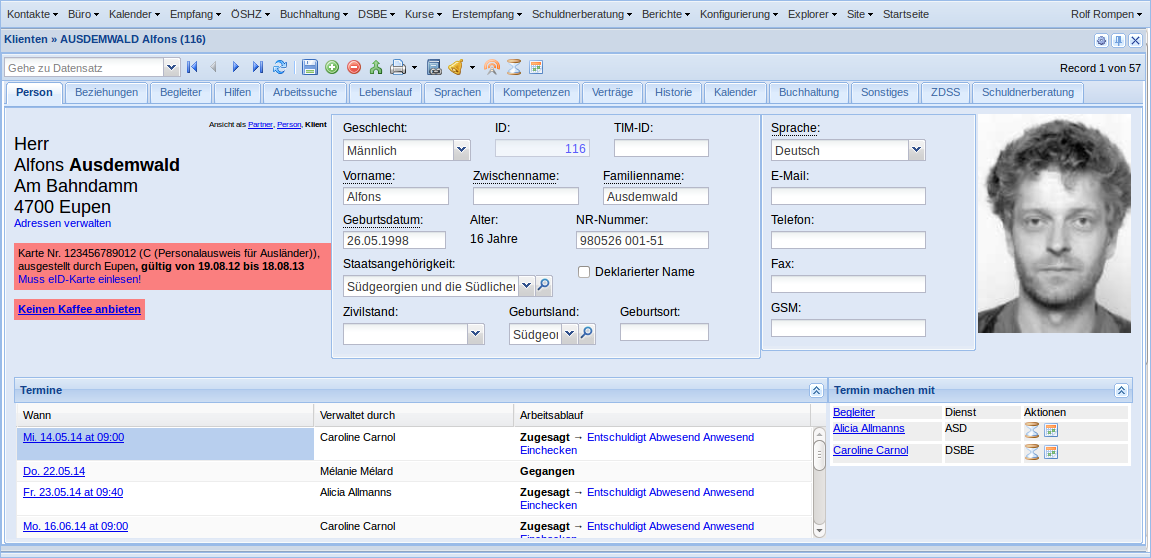 Kontakte Büro Kalender Empfang ÖSHZ Buchhaltung DSBE Kurse Erstempfang Schuldnerberatung Berichte Konfigurierung Explorer Site Startseite Rolf Rompen
Klienten » AUSDEMWALD Alfons (116)
Gehe zu Datensatz Record 1 von 57
Person Beziehungen Begleiter Hilfen Arbeitssuche Lebenslauf Sprachen Kompetenzen Verträge Historie Kalender Buchhaltung Sonstiges ZDSS Schuldnerberatung
Ansicht als Partner, Person, Klient
Herr
Alfons Ausdemwald
Am Bahndamm
4700 Eupen
Adressen verwalten
Karte Nr. 123456789012 (C (Personalausweis für Ausländer)),
ausgestellt durch Eupen, gültig von 19.08.12 bis 18.08.13
Muss eID-Karte einlesen!
Keinen Kaffee anbieten
Geschlecht: ID: TIM-ID:
Männlich 116
Vorname: Zwischenname: Familienname:
Alfons Ausdemwald
Geburtsdatum: Alter: NR-Nummer:
26.05.1998 16 Jahre 980526 001-51
Staatsangehörigkeit:
Südgeorgien und die Südlicher Deklarierter Name
Zivilstand: Geburtsland: Geburtsort:
Südgeor
Sprache:
Deutsch
E-Mail:
Telefon:
Fax:
GSM:
Termine
Wann Verwaltet durch Arbeitsablauf
Mi. 14.05.14 at 09:00 Caroline Carnol Zugesagt → Entschuldigt Abwesend Anwesend
Einchecken
Do. 22.05.14 Mélanie Mélard Gegangen
Fr. 23.05.14 at 09:40 Alicia Allmanns Zugesagt → Entschuldigt Abwesend Anwesend
Einchecken
Mo. 16.06.14 at 09:00 Caroline Carnol Zugesagt → Entschuldigt Abwesend Anwesend
Einchecken
Termin machen mit
Begleiter Dienst Aktionen
Alicia Allmanns ASD
Caroline Carnol DSBE